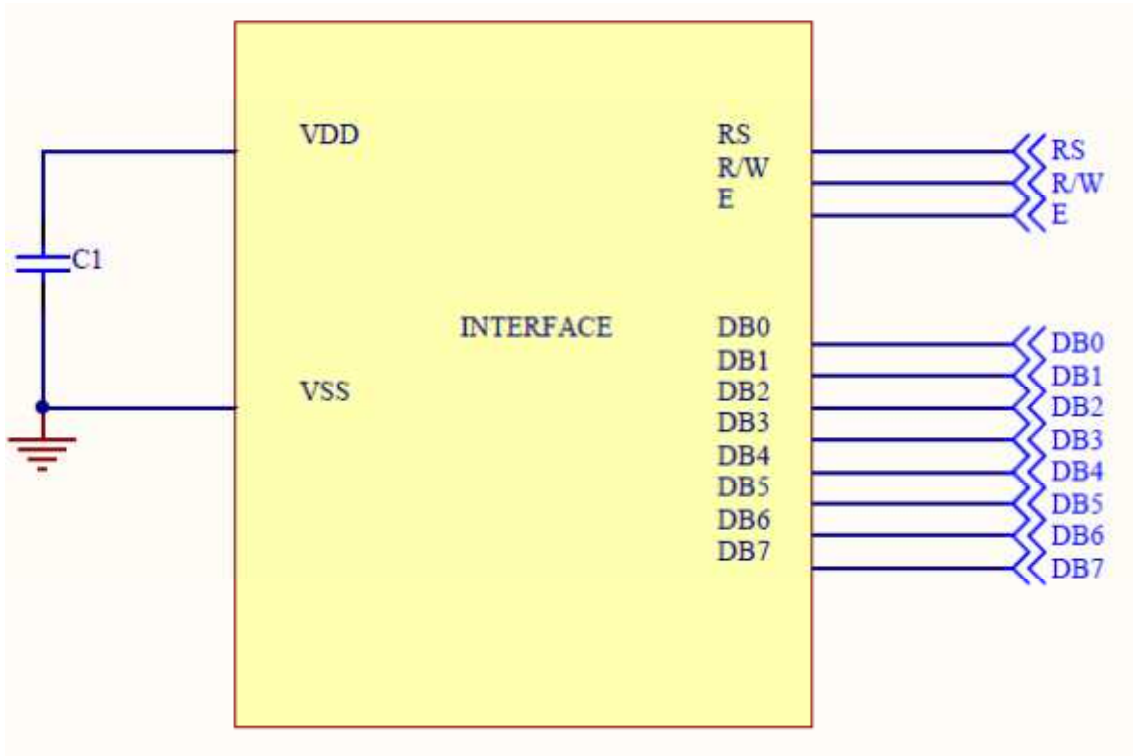 VDD RS RS
R/W R/W
E E
C1
INTERFACE DB0 DB0
DB1 DB1
VSS DB2 DB2
DB3 DB3
DB4 DB4
DB5 DB5
DB6 DB6
DB7 DB7